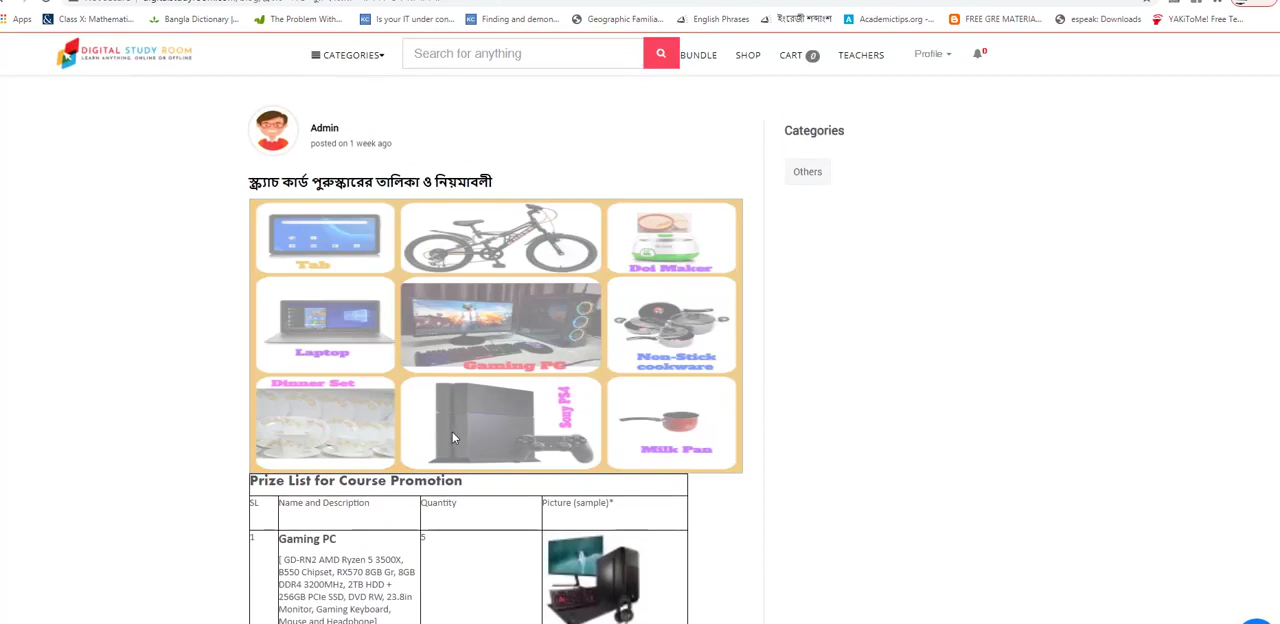 Apps Class X: Mathemati... Bangla Dictionary |... The Problem With... Is your IT under con... Finding and demon... Geographic Familia... English Phrases ইংরেজী শব্দাংশ Academictips.org -... FREE GRE MATERIA... espeak: Downloads YAKiToMe! Free Te...
DIGITAL STUDY ROOM
LEARN ANYTHING, ONLINE OR OFFLINE
CATEGORIES
Search for anything
BUNDLE SHOP CART 0 TEACHERS Profile 0
Admin
posted on 1 week ago
Categories
Others
স্ক্র্যাচ কার্ড পুরুস্কারের তালিকা ও নিয়মাবলী
Tab
Doi Maker
Laptop
Gaming PC
Non-Stick
cookware
Dinner Set
Sony PS4
Milk Pan
Prize List for Course Promotion
SL Name and Description Quantity Picture (sample)*
1 Gaming PC 5
[ GD-RN2 AMD Ryzen 5 3500X,
B550 Chipset, RX570 8GB Gr, 8GB
DDR4 3200MHz, 2TB HDD +
256GB PCIe SSD, DVD RW, 23.8in
Monitor, Gaming Keyboard,
Mouse and Headphone]